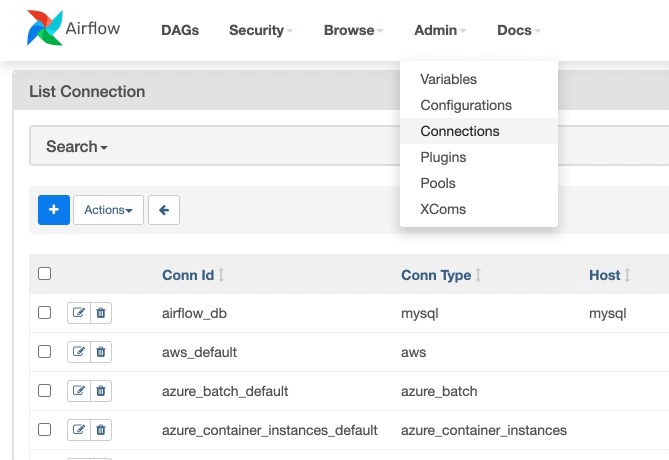 Airflow DAGs Security Browse Admin Docs
Variables
Configurations
Connections
Plugins
Pools
XComs
List Connection
Search
Actions
Conn Id Conn Type Host
airflow_db mysql mysql
aws_default aws
azure_batch_default azure_batch
azure_container_instances_default azure_container_instances